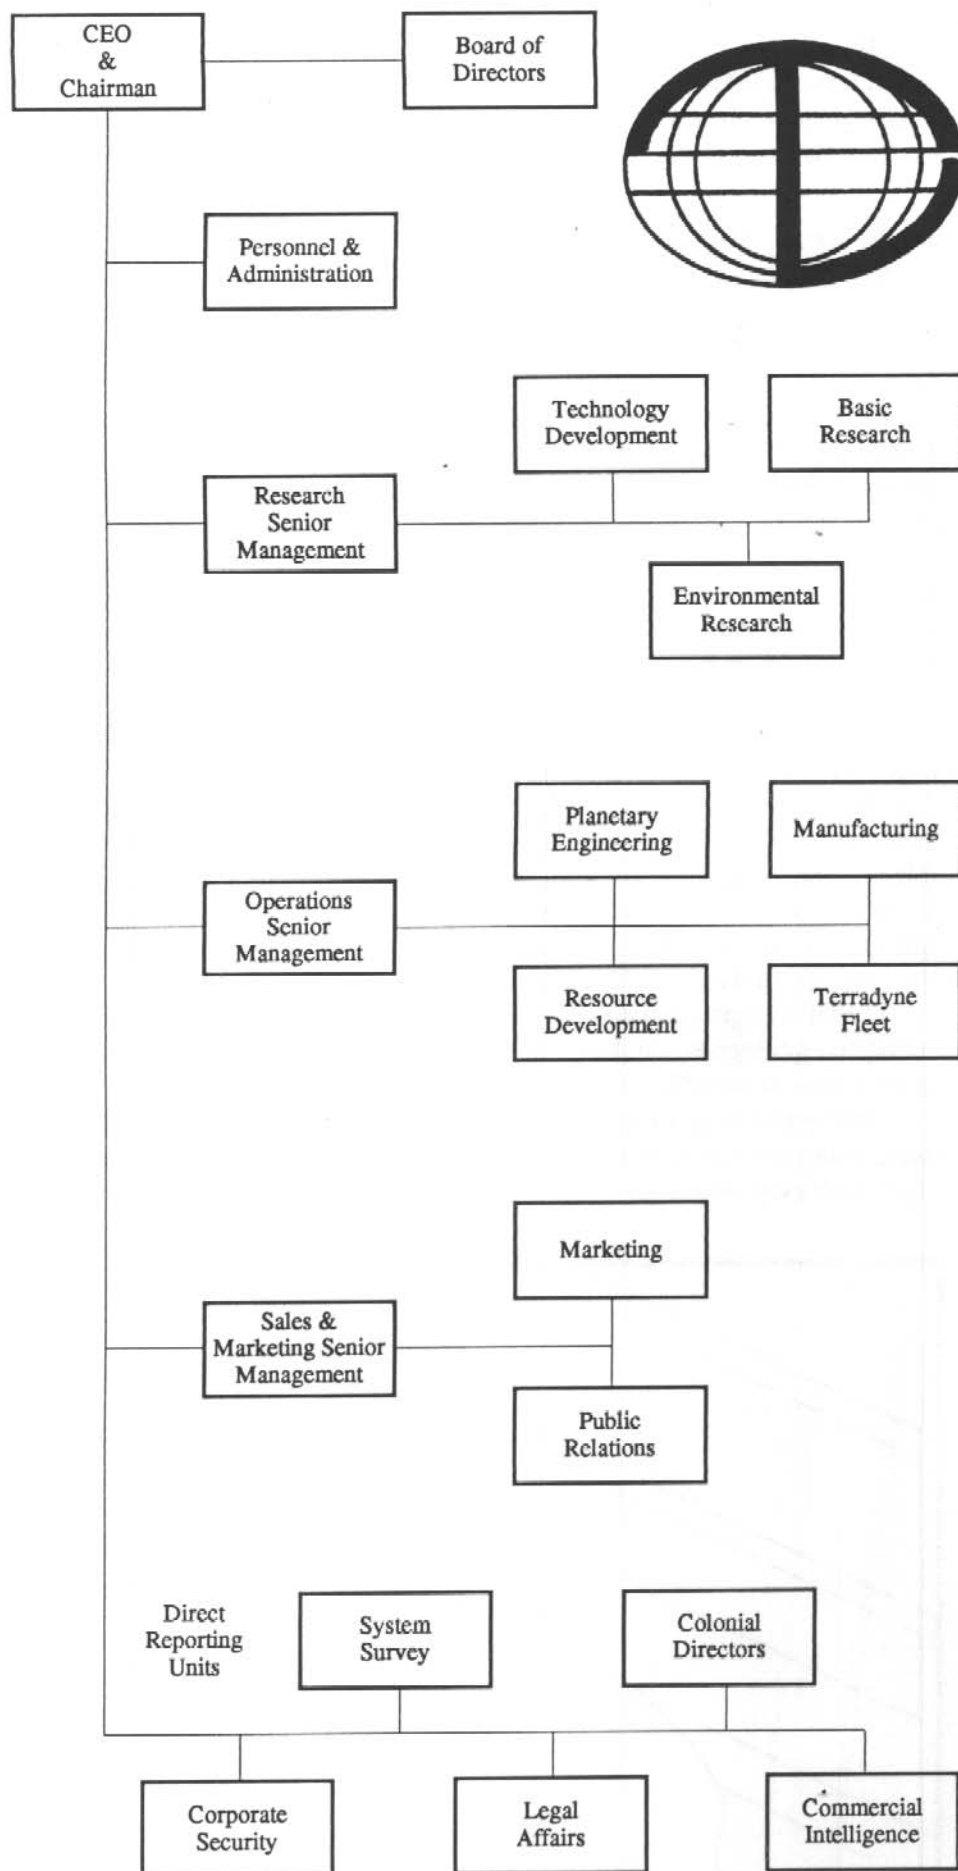 CEO
&
Chairman
Board of
Directors
Personnel &
Administration
Technology
Development
Basic
Research
Research
Senior
Management
Environmental
Research
Planetary
Engineering
Manufacturing
Operations
Senior
Management
Resource
Development
Terradyne
Fleet
Marketing
Sales &
Marketing Senior
Management
Public
Relations
Direct
Reporting
Units
System
Survey
Colonial
Directors
Corporate
Security
Legal
Affairs
Commercial
Intelligence